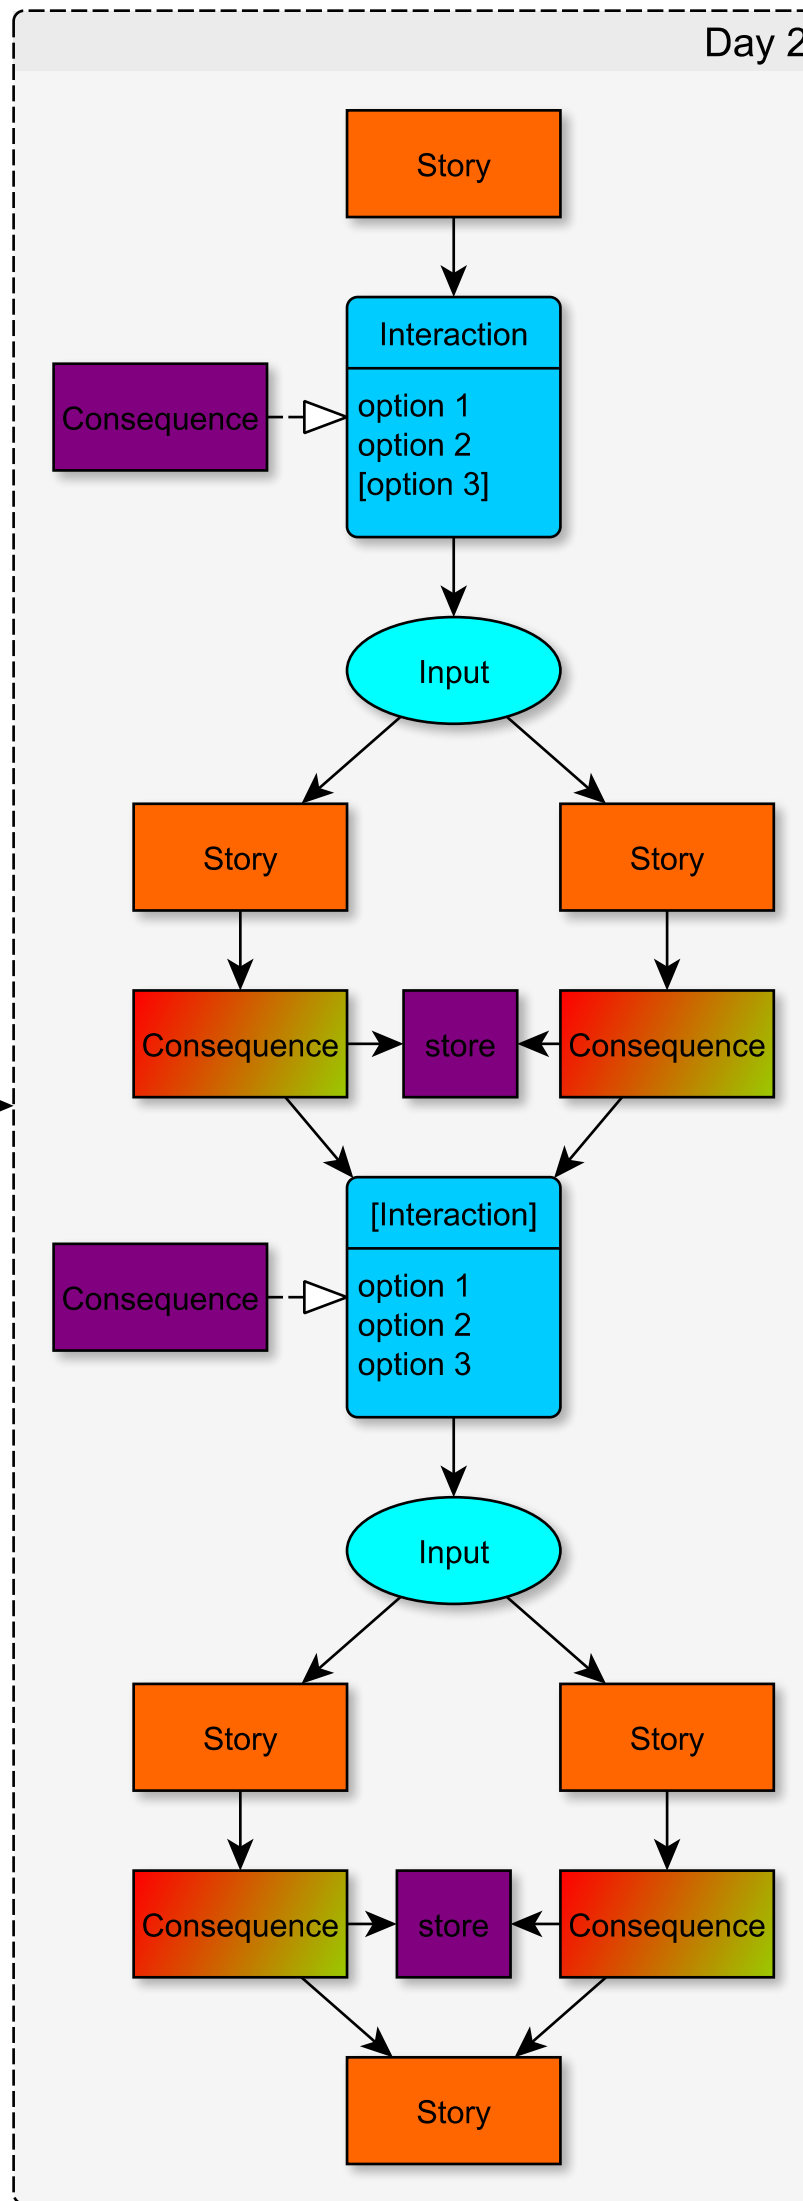 Day 2
Story
Interaction
Consequence
option 1
option 2
[option 3]
Input
Story
Story
Consequence
store
Consequence
[Interaction]
Consequence
option 1
option 2
option 3
Input
Story
Story
Consequence
store
Consequence
Story